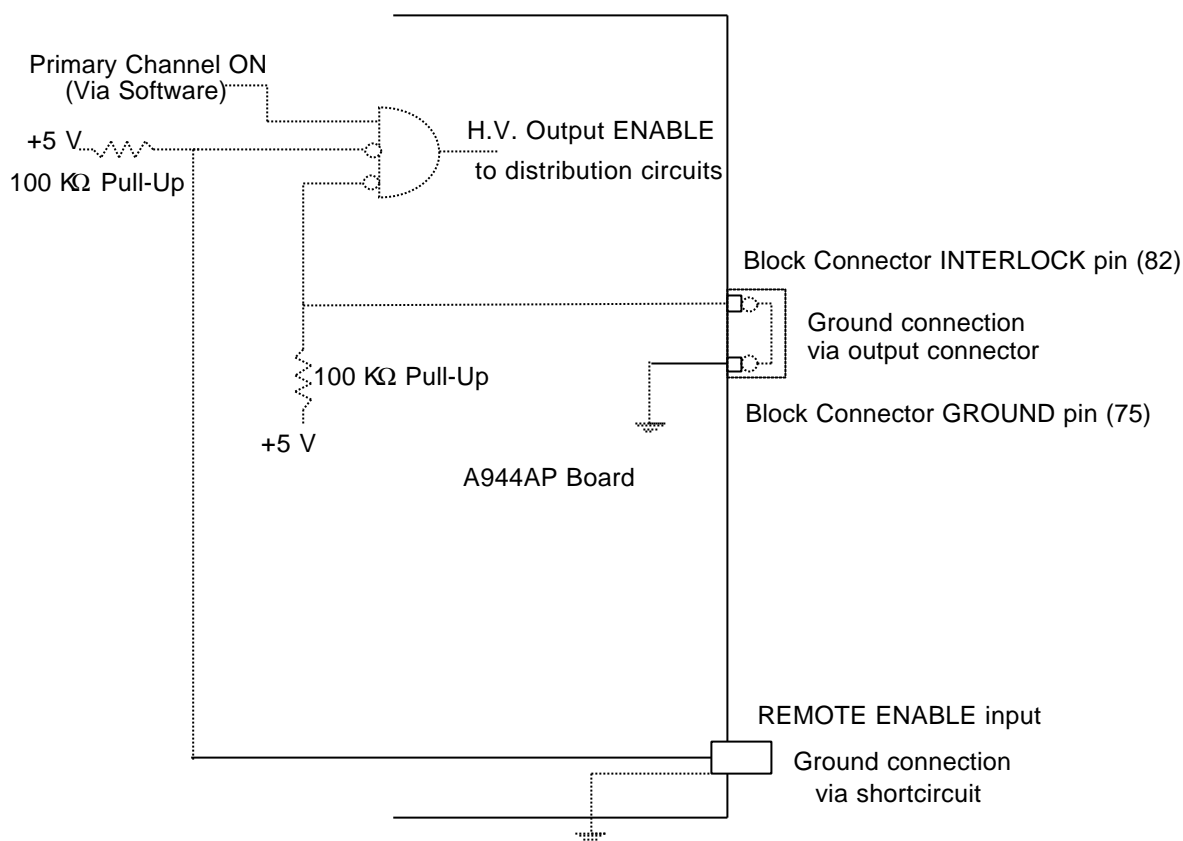 Primary Channel ON
(Via Software)
+5 V
100 KΩ Pull-Up
H.V. Output ENABLE
to distribution circuits
Block Connector INTERLOCK pin (82)
Ground connection
via output connector
100 KΩ Pull-Up
+5 V
Block Connector GROUND pin (75)
A944AP Board
REMOTE ENABLE input
Ground connection
via shortcircuit